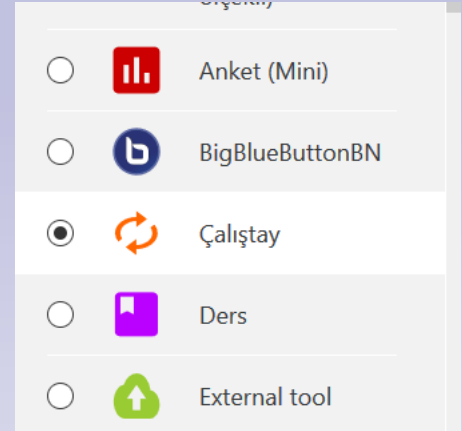 Anket (Mini)
BigBlueButtonBN
Çalıştay
Ders
External tool